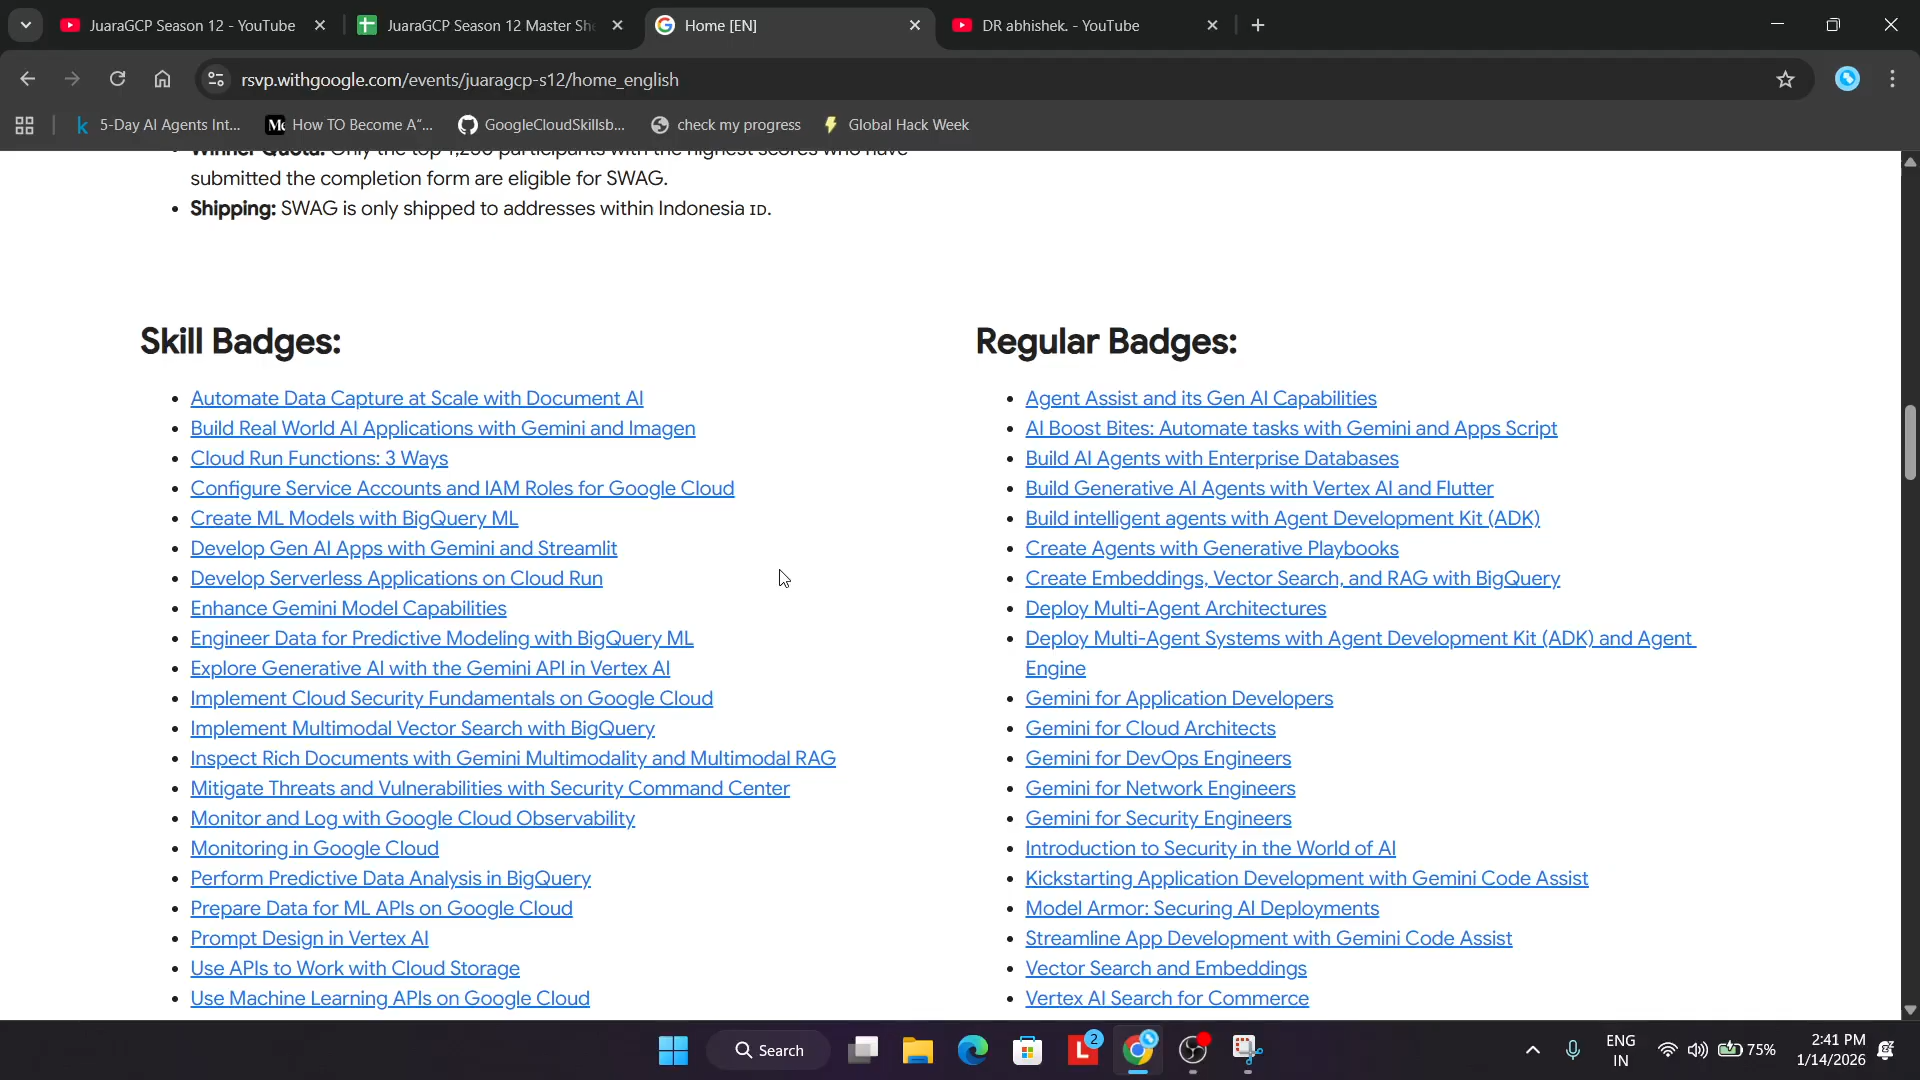 JuaraGCP Season 12 - YouTube
JuaraGCP Season 12 Master She
Home [EN]
DR abhishek. - YouTube
rsvp.withgoogle.com/events/juaragcp-s12/home_english
5-Day AI Agents Int...
How TO Become A“...
GoogleCloudSkillsb...
check my progress
Global Hack Week
Winner Quota: Only the top 1,250 participants with the highest scores who have
submitted the completion form are eligible for SWAG.
Shipping: SWAG is only shipped to addresses within Indonesia ID.
Skill Badges:
Automate Data Capture at Scale with Document AI
Build Real World AI Applications with Gemini and Imagen
Cloud Run Functions: 3 Ways
Configure Service Accounts and IAM Roles for Google Cloud
Create ML Models with BigQuery ML
Develop Gen AI Apps with Gemini and Streamlit
Develop Serverless Applications on Cloud Run
Enhance Gemini Model Capabilities
Engineer Data for Predictive Modeling with BigQuery ML
Explore Generative AI with the Gemini API in Vertex AI
Implement Cloud Security Fundamentals on Google Cloud
Implement Multimodal Vector Search with BigQuery
Inspect Rich Documents with Gemini Multimodality and Multimodal RAG
Mitigate Threats and Vulnerabilities with Security Command Center
Monitor and Log with Google Cloud Observability
Monitoring in Google Cloud
Perform Predictive Data Analysis in BigQuery
Prepare Data for ML APIs on Google Cloud
Prompt Design in Vertex AI
Use APIs to Work with Cloud Storage
Use Machine Learning APIs on Google Cloud
Regular Badges:
Agent Assist and its Gen AI Capabilities
AI Boost Bites: Automate tasks with Gemini and Apps Script
Build AI Agents with Enterprise Databases
Build Generative AI Agents with Vertex AI and Flutter
Build intelligent agents with Agent Development Kit (ADK)
Create Agents with Generative Playbooks
Create Embeddings, Vector Search, and RAG with BigQuery
Deploy Multi-Agent Architectures
Deploy Multi-Agent Systems with Agent Development Kit (ADK) and Agent
Engine
Gemini for Application Developers
Gemini for Cloud Architects
Gemini for DevOps Engineers
Gemini for Network Engineers
Gemini for Security Engineers
Introduction to Security in the World of AI
Kickstarting Application Development with Gemini Code Assist
Model Armor: Securing AI Deployments
Streamline App Development with Gemini Code Assist
Vector Search and Embeddings
Vertex AI Search for Commerce
Search
2
ENG
IN
75%
2:41 PM
1/14/2026